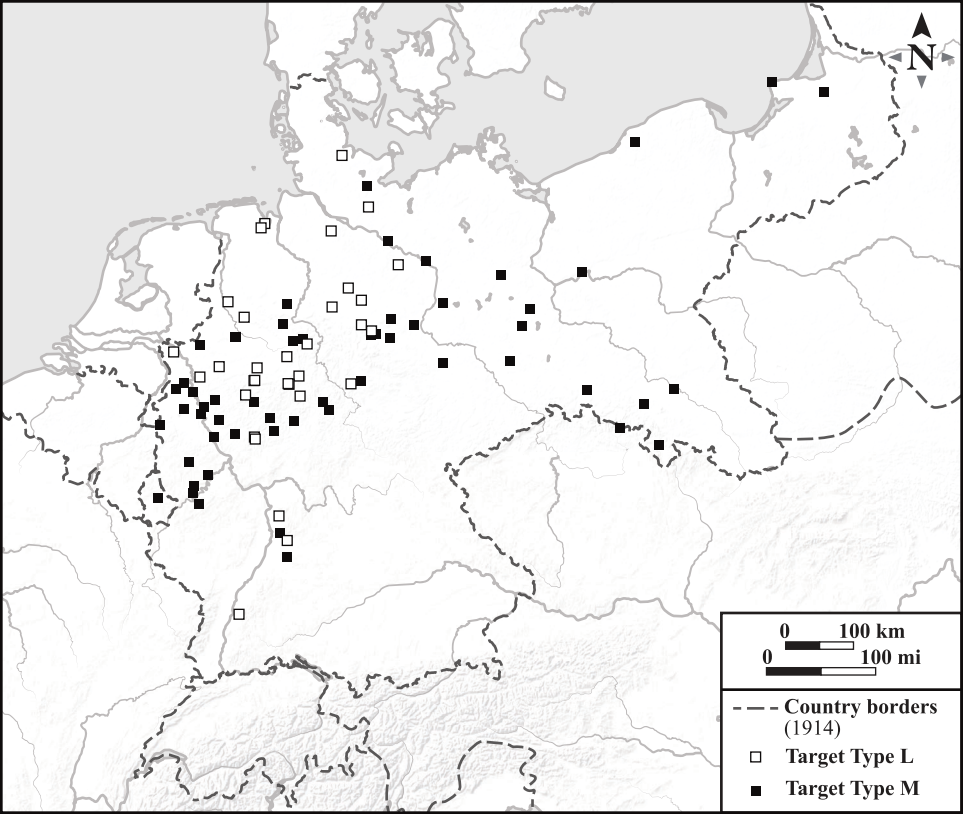 N
0 100 km
0 100 mi
Country borders
(1914)
Target Type L
Target Type M